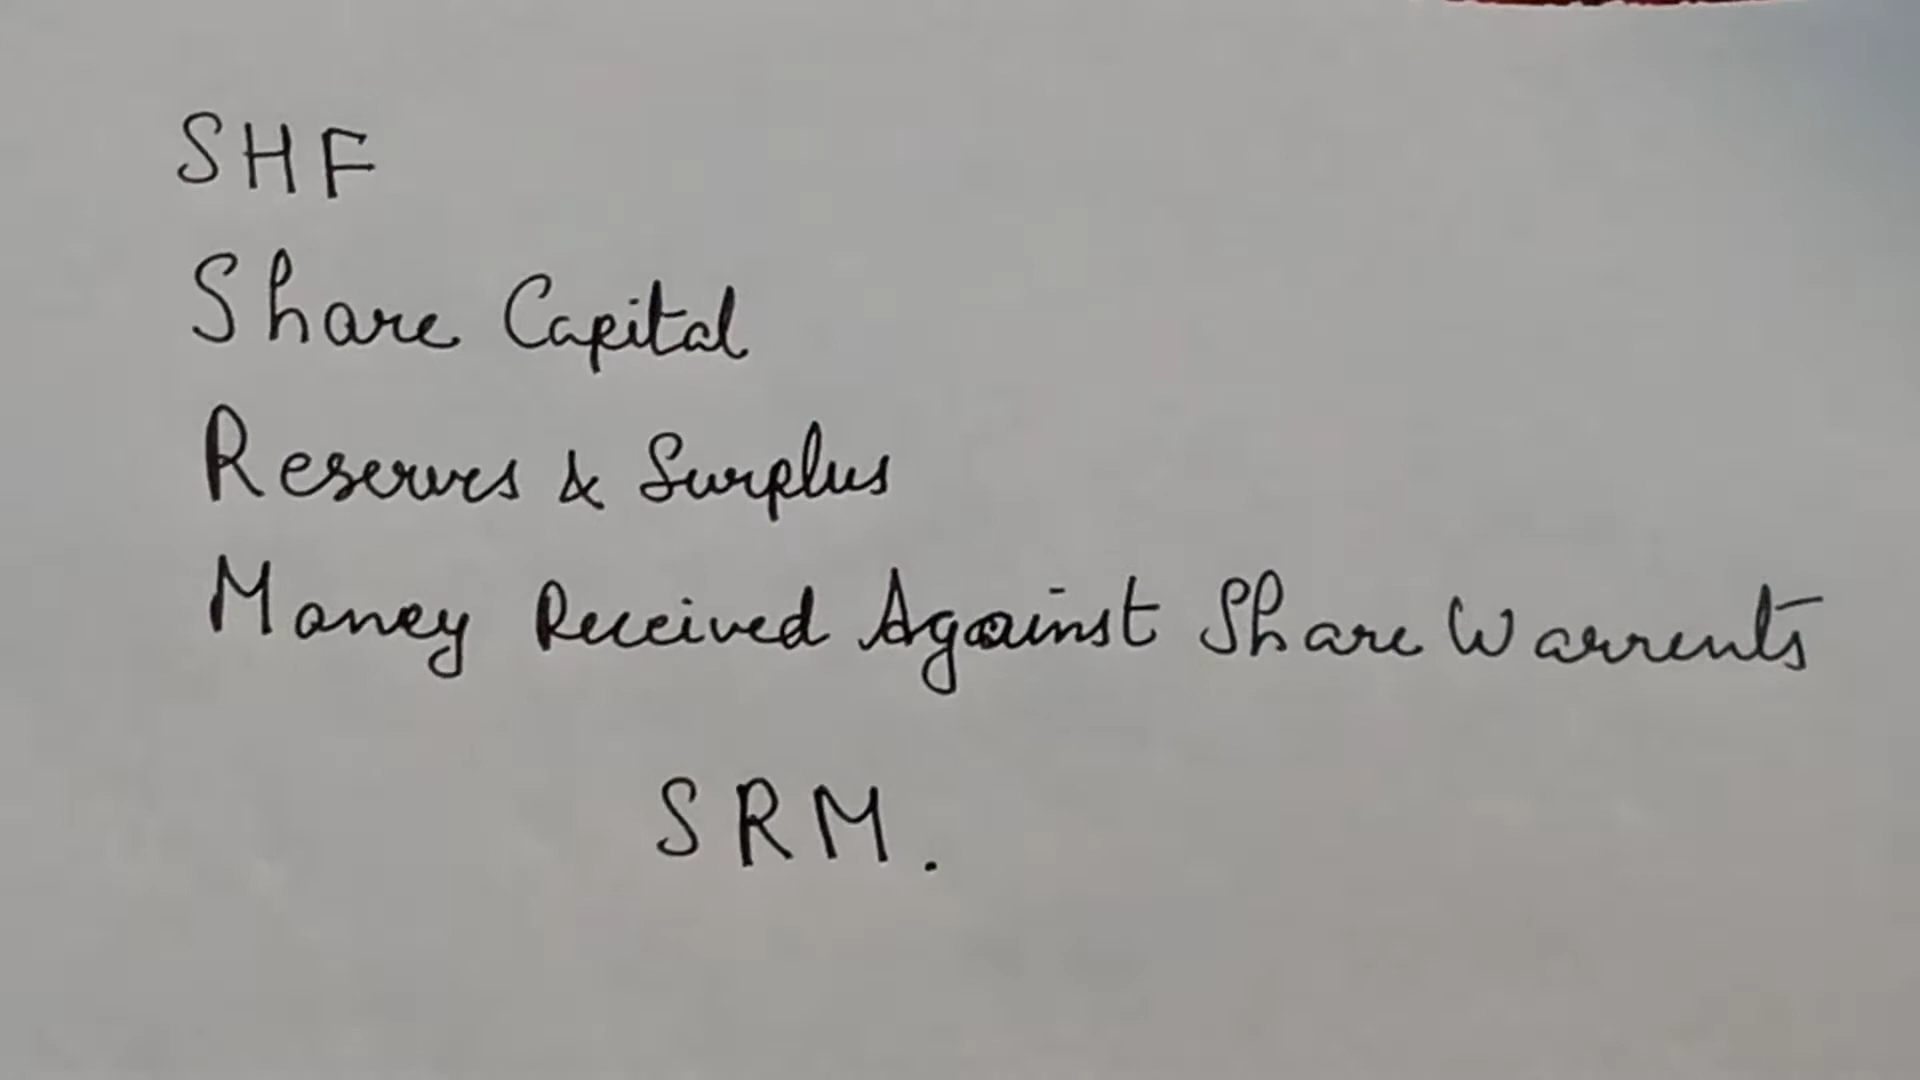 SHF
Share Capital
Reserves & Surplus
Money Received Against Share Warrents
SRM.